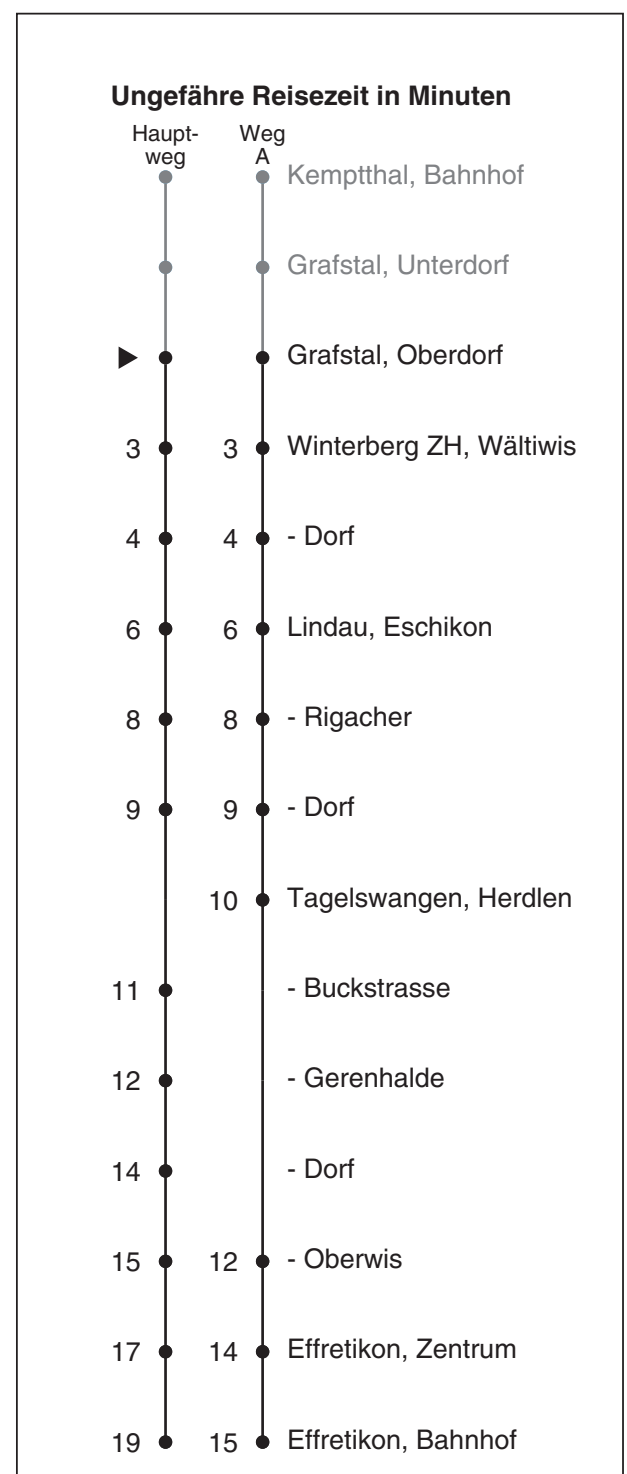 Ungefähre Reisezeit in Minuten
Haupt-
weg
Weg
A
Kemptthal, Bahnhof
Grafstal, Unterdorf
Grafstal, Oberdorf
3 3 Winterberg ZH, Wältiwis
4 4 - Dorf
6 6 Lindau, Eschikon
8 8 - Rigacher
9 9 - Dorf
10 Tagelswangen, Herdlen
11 - Buckstrasse
12 - Gerenhalde
14 - Dorf
15 12 - Oberwis
17 14 Effretikon, Zentrum
19 15 Effretikon, Bahnhof